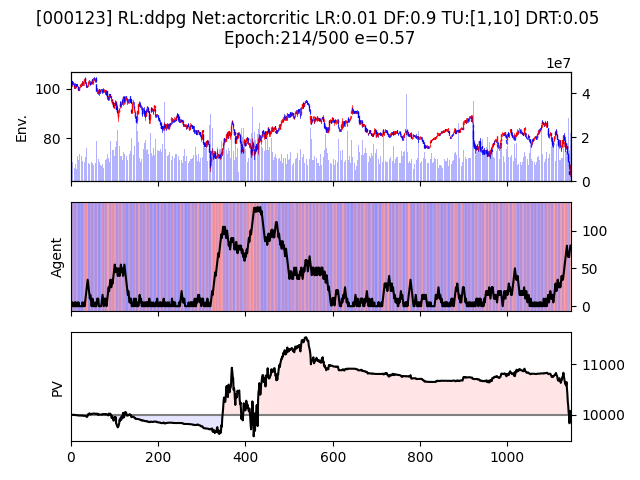 [000123] RL:ddpg Net:actorcritic LR:0.01 DF:0.9 TU:[1,10] DRT:0.05
Epoch:214/500 e=0.57
1e7
Env.
100
80
4
2
0
Agent
100
50
0
PV
11000
10000
0 200 400 600 800 1000